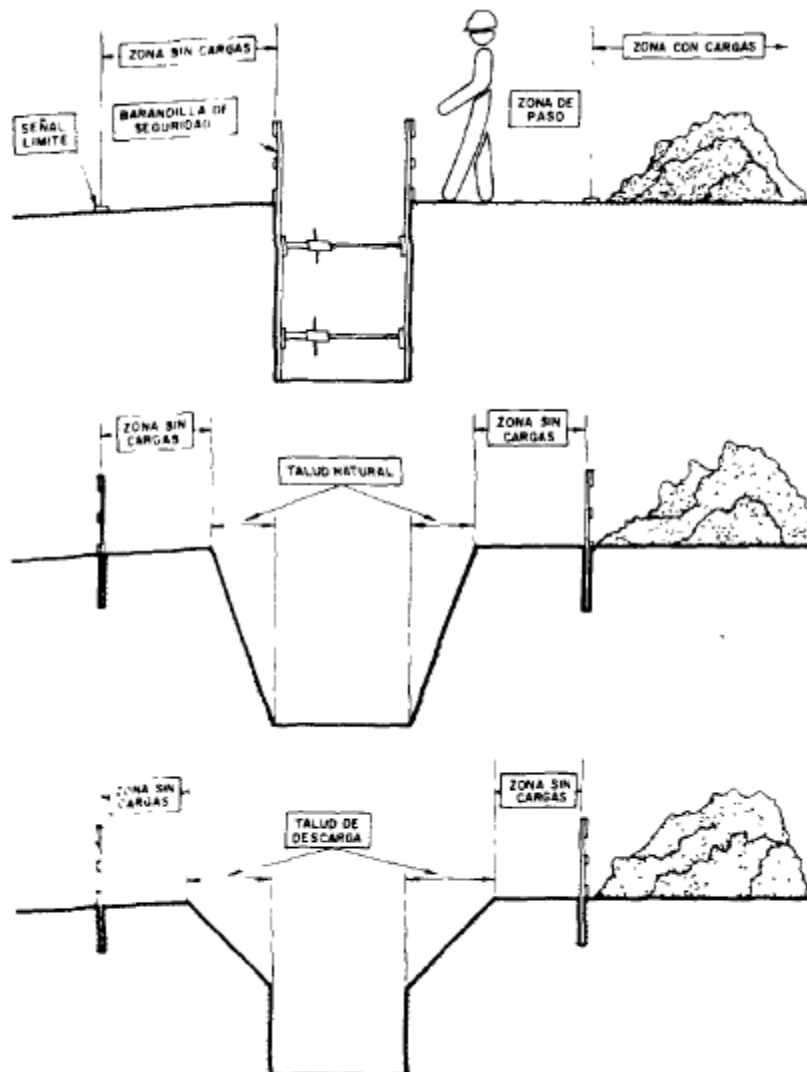 ZONA SIN CARGAS
ZONA CON CARGAS
BARANDILLA DE
SEGURIDAD
SEÑAL
LIMITE
ZONA DE
PASO
ZONA SIN
CARGAS
ZONA SIN
CARGAS
TALUD NATURAL
ZONA SIN
CARGAS
ZONA SIN
CARGAS
TALUD DE
DESCARGA